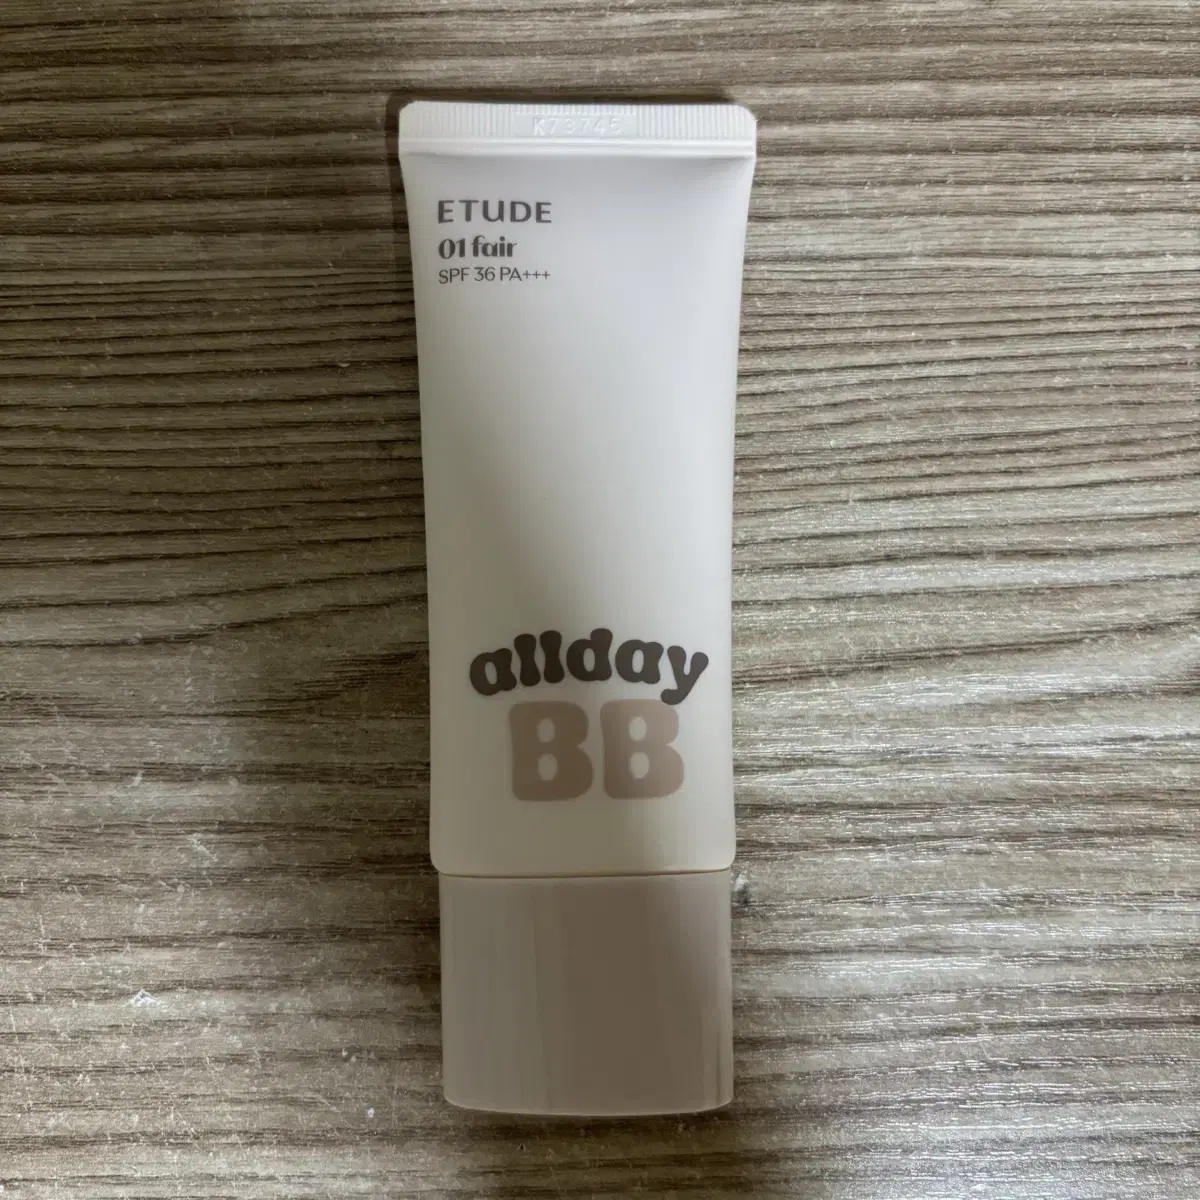 K73745
ETUDE
01 fair
SPF 36 PA+++
allday
BB